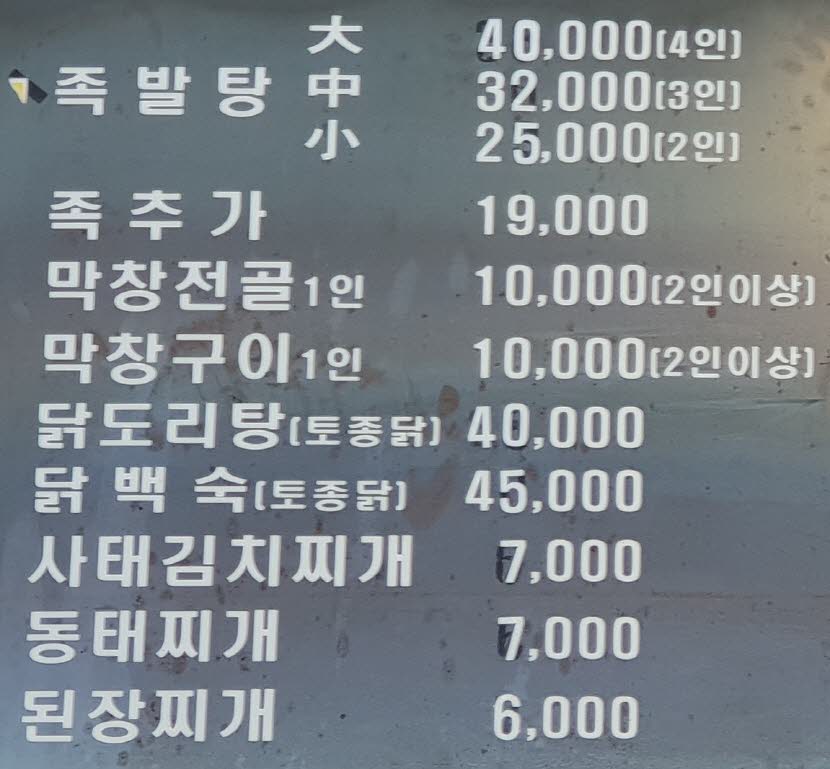 大 40,000(4인)
족발탕 中 32,000(3인)
小 25,000(2인)
족추가 19,000
막창전골1인 10,000(2인이상)
막창구이1인 10,000(2인이상)
닭도리탕(토종닭) 40,000
닭백숙(토종닭) 45,000
사태김치찌개 7,000
동태찌개 7,000
된장찌개 6,000